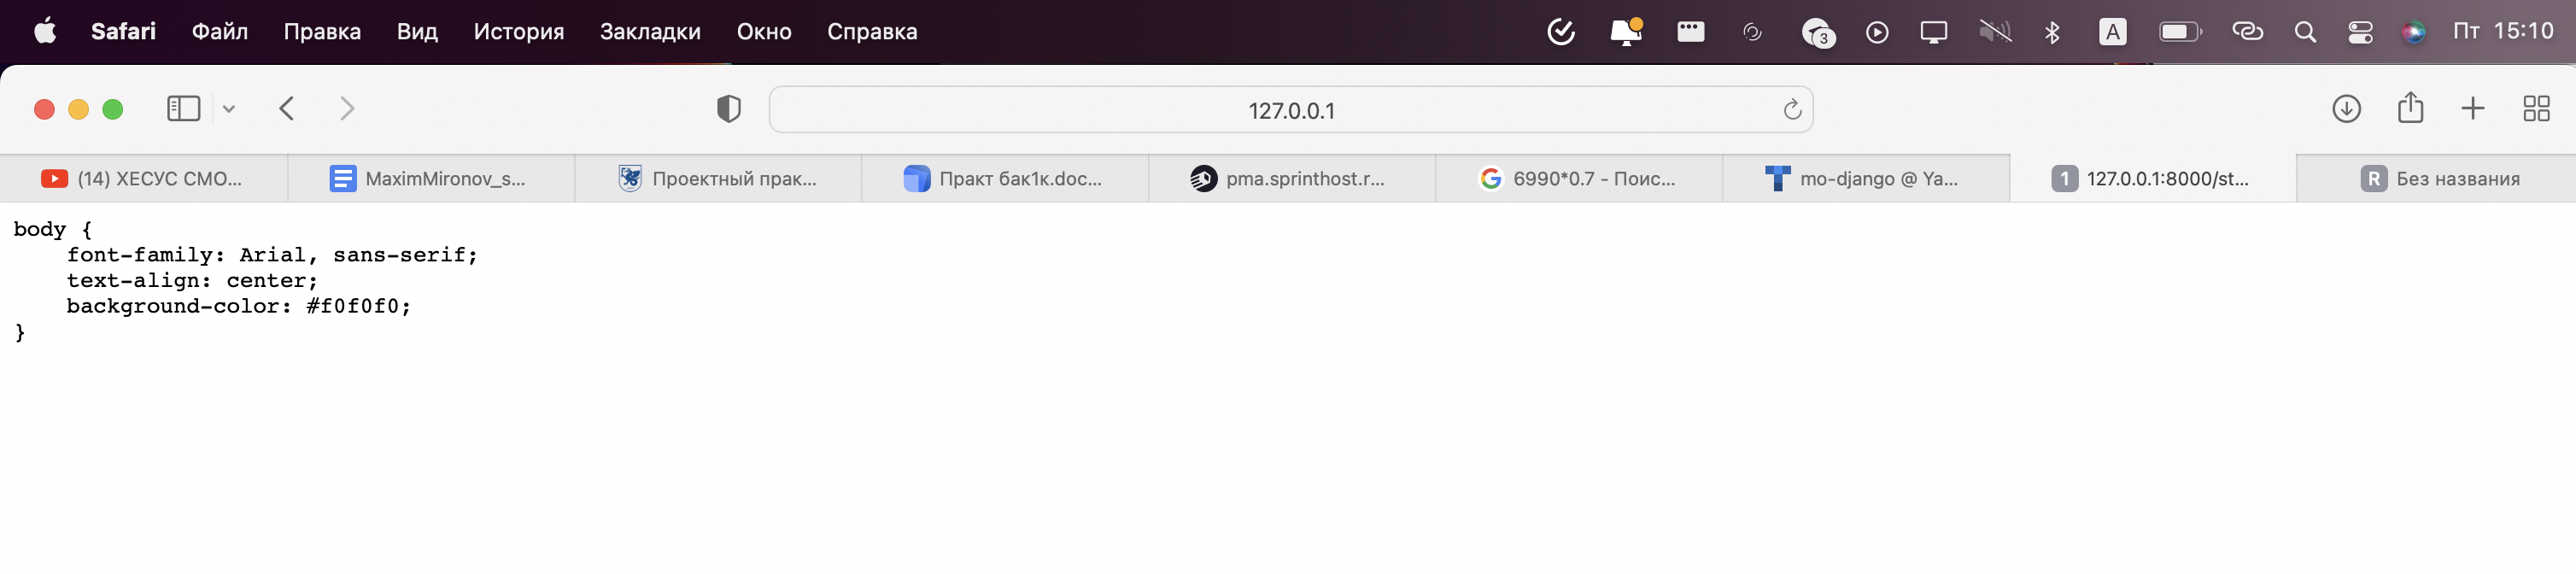 Safari Файл Правка Вид История Закладки Окно Справка 3 A Пт 15:10
127.0.0.1
(14) ХЕСУС СМО... MaximMironov_s... Проектный прак... Практ бак1к.doc... pma.sprinthost.r... 6990*0.7 - Поис... mo-django @ Ya... 1 127.0.0.1:8000/st... R Без названия
body {
    font-family: Arial, sans-serif;
    text-align: center;
    background-color: #f0f0f0;
}